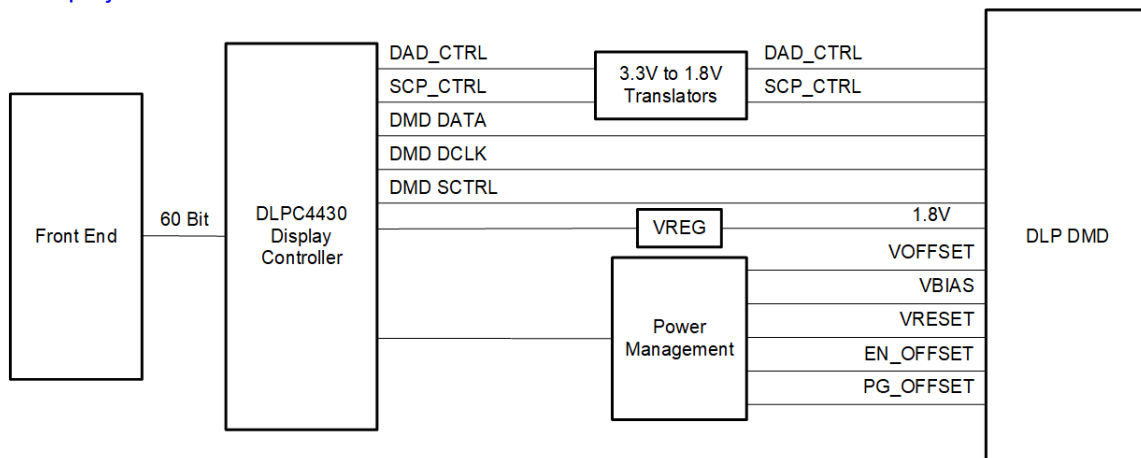 DAD_CTRL
SCP_CTRL
DMD DATA
DMD DCLK
DMD SCTRL
3.3V to 1.8V
Translators
DAD_CTRL
SCP_CTRL
Front End
60 Bit
DLPC4430
Display
Controller
VREG
1.8V
VOFFSET
VBIAS
VRESET
EN_OFFSET
PG_OFFSET
Power
Management
DLP DMD